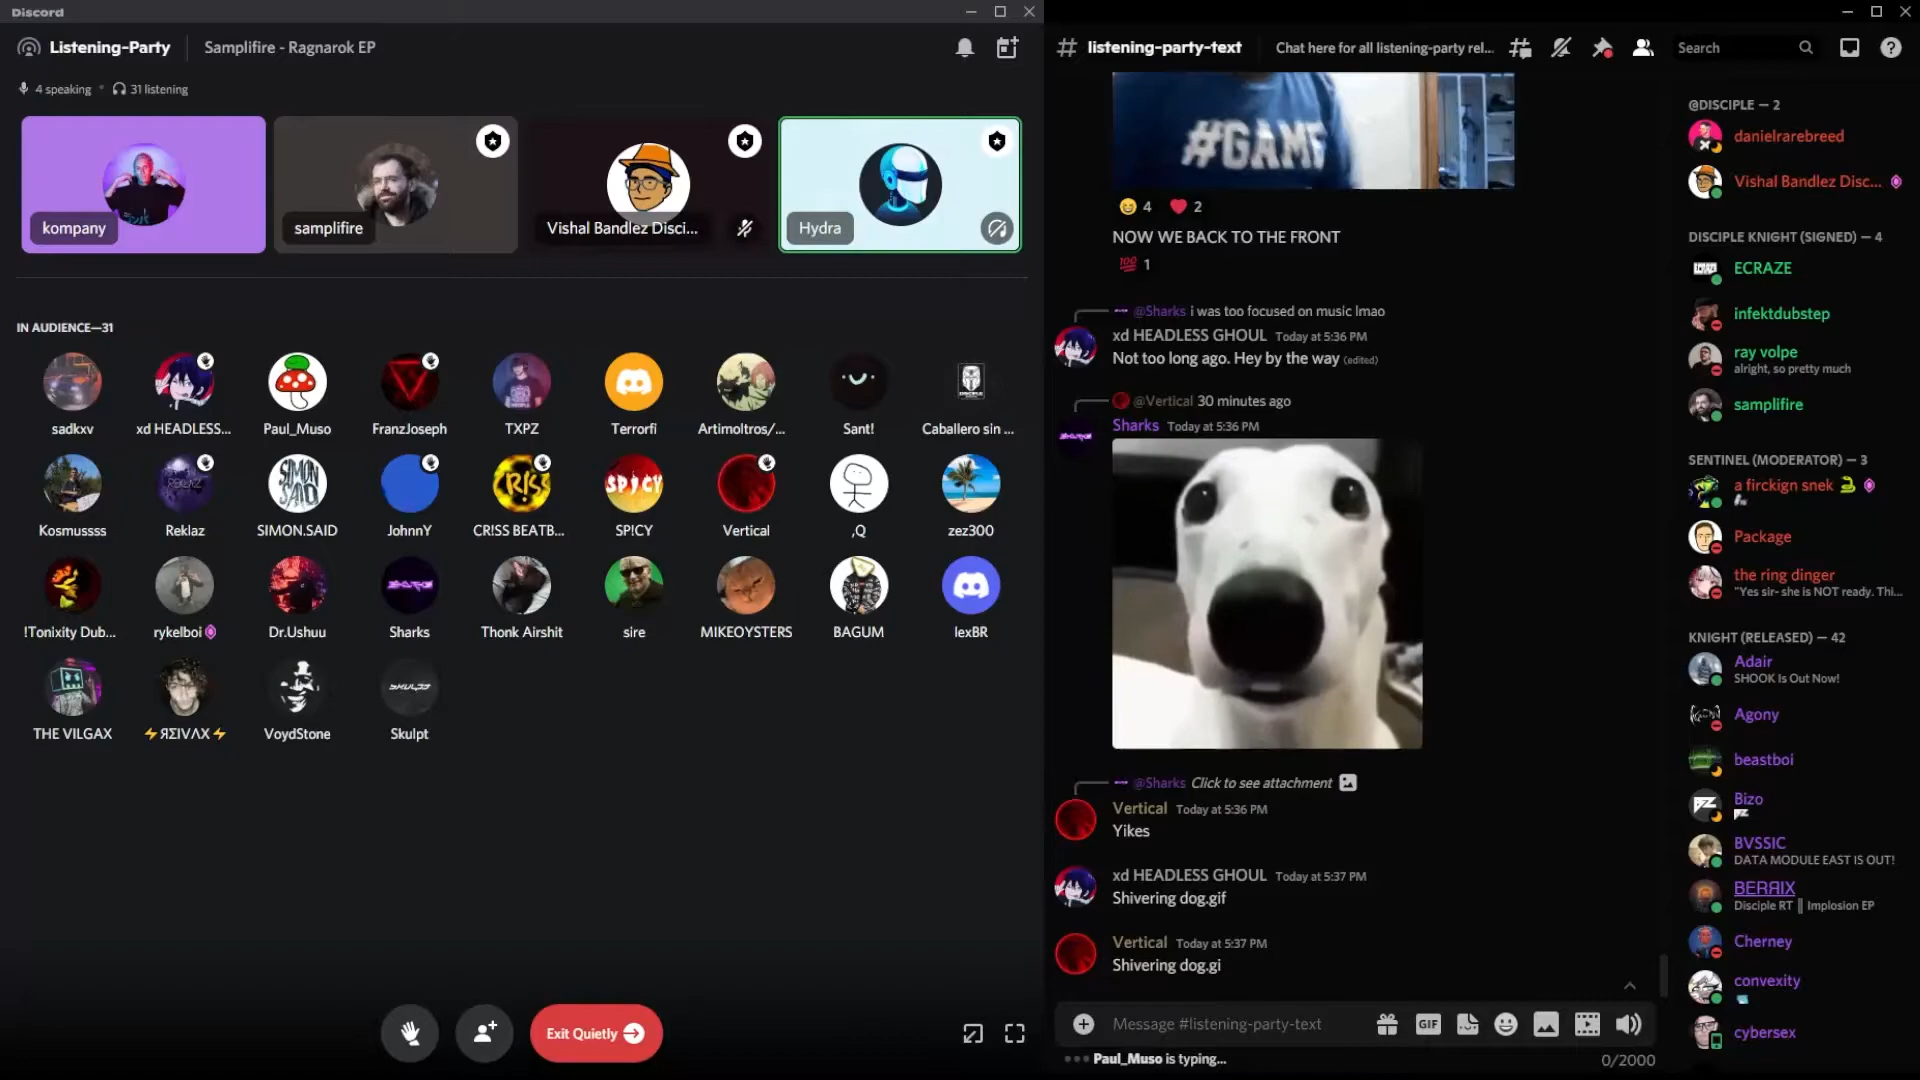 Discord
Listening-Party
Samplifire - Ragnarok EP
4 speaking • 31 listening
kompany
samplifire
Vishal Bandlez Disci...
Hydra
IN AUDIENCE—31
sadkxv
xd HEADLESS...
Paul_Muso
FranzJoseph
TXPZ
Terrorfi
Artimoltros/...
Sant!
Caballero sin ...
Kosmussss
Reklaz
SIMON.SAID
JohnnY
CR!SS BEATB...
SP!CY
Vertical
,Q
zez300
!Tonixity Dub...
rykelboi
Dr.Ushuu
Sharks
Thonk Airshit
sire
MIKEOYSTERS
BAGUM
lexBR
THE VILGAX
⚡ЯΣIVΛX⚡
VoydStone
Skulpt
Exit Quietly
# listening-party-text
Chat here for all listening-party rel...
Search
#GAME
4
2
NOW WE BACK TO THE FRONT
100 1
@Sharks i was too focused on music lmao
xd HEADLESS GHOUL Today at 5:36 PM
Not too long ago. Hey by the way (edited)
@Vertical 30 minutes ago
Sharks Today at 5:36 PM
@Sharks Click to see attachment
Vertical Today at 5:36 PM
Yikes
xd HEADLESS GHOUL Today at 5:37 PM
Shivering dog.gif
Vertical Today at 5:37 PM
Shivering dog.gi
Message #listening-party-text
GIF
Paul_Muso is typing...
0/2000
@DISCIPLE — 2
danielrarebreed
Vishal Bandlez Disc...
DISCIPLE KNIGHT (SIGNED) — 4
ECRAZE
infektdubstep
ray volpe
alright, so pretty much
samplifire
SENTINEL (MODERATOR) — 3
a firckign snek
Package
the ring dinger
"Yes sir- she is NOT ready. Thi...
KNIGHT (RELEASED) — 42
Adair
SHOOK Is Out Now!
Agony
beastboi
Bizo
BVSSIC
DATA MODULE EAST IS OUT!
BERЯIX
Disciple RT ║ Implosion EP
Cherney
convexity
cybersex